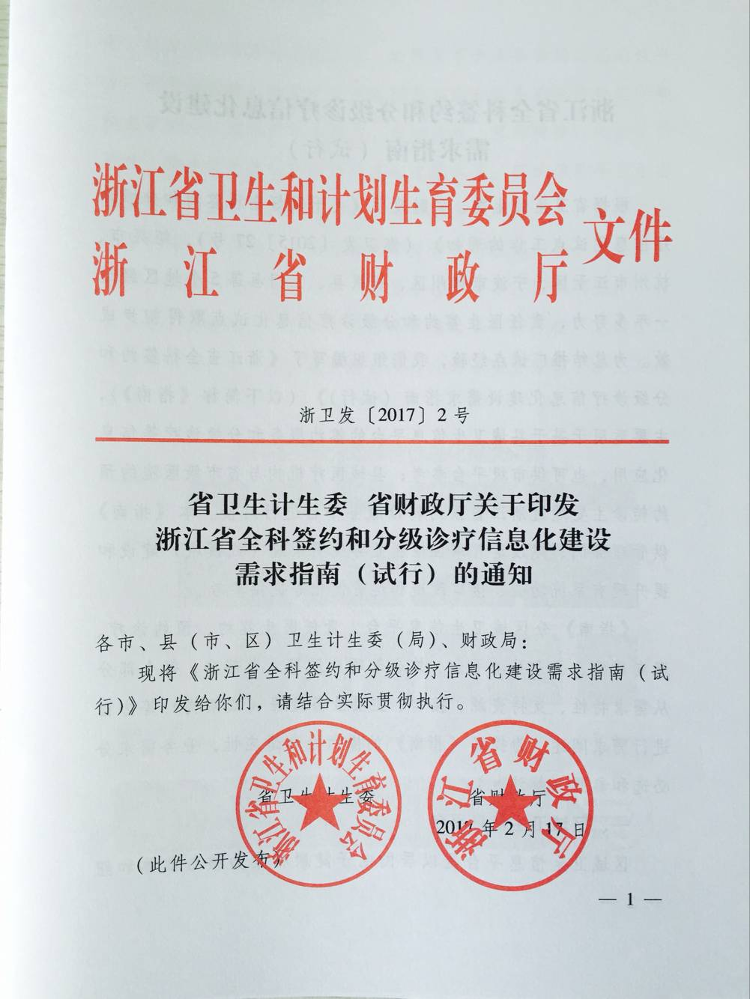 浙江省卫生和计划生育委员会
浙江省财政厅
文件
浙卫发〔2017〕2号
省卫生计生委 省财政厅关于印发
浙江省全科签约和分级诊疗信息化建设
需求指南（试行）的通知
各市、县（市、区）卫生计生委（局）、财政局：
现将《浙江省全科签约和分级诊疗信息化建设需求指南（试
行）》印发给你们，请结合实际贯彻执行。
浙江省卫生和计划生育委员会
浙江省财政厅
省卫生计生委 省财政厅
2017年2月17日
（此件公开发布）
— 1 —